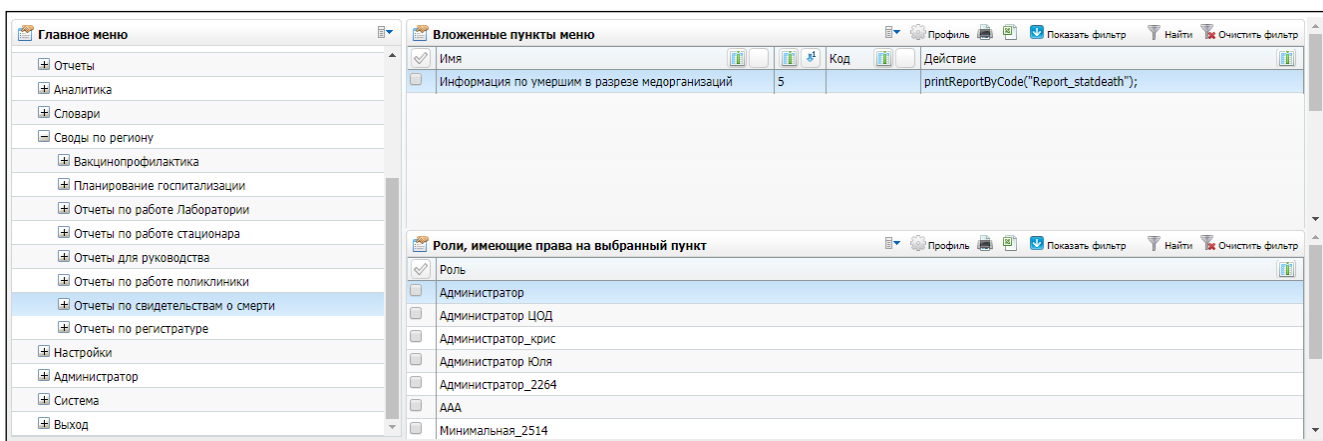 Главное меню
Отчеты
Аналитика
Словари
Своды по региону
Вакцинопрофилактика
Планирование госпитализации
Отчеты по работе Лаборатории
Отчеты по работе стационара
Отчеты для руководства
Отчеты по работе поликлиники
Отчеты по свидетельствам о смерти
Отчеты по регистратуре
Настройки
Администратор
Система
Выход
Вложенные пункты меню Профиль Показать фильтр Найти Очистить фильтр
Имя Код Действие
Информация по умершим в разрезе медорганизаций 5 printReportByCode("Report_statdeath");
Роли, имеющие права на выбранный пункт Профиль Показать фильтр Найти Очистить фильтр
Роль
Администратор
Администратор ЦОД
Администратор_крис
Администратор Юля
Администратор_2264
ААА
Минимальная_2514